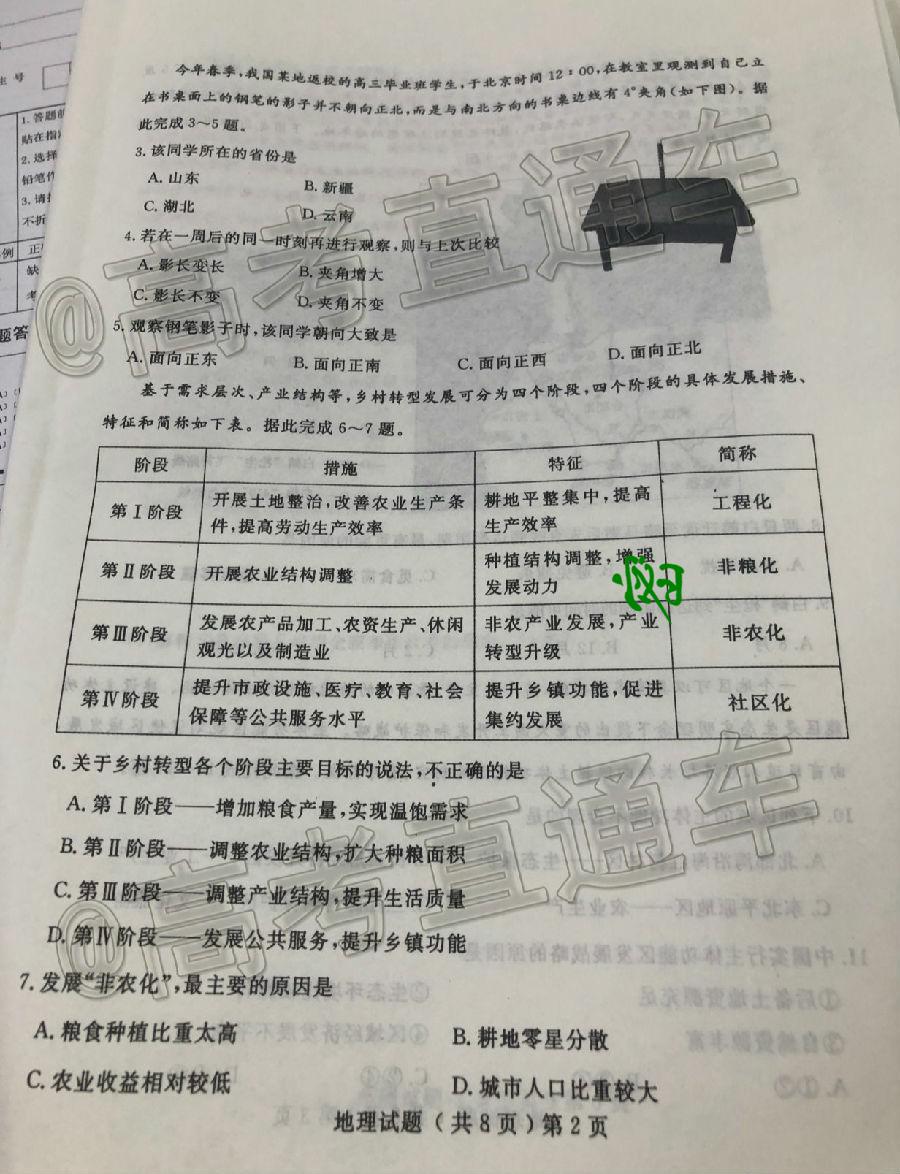 今年春季,我国某地返校的高三毕业班学生,于北京时间12:00,在教室里观测到自己立
在书桌面上的钢笔的影子并不朝向正北,而是与南北方向的书桌边线有4°夹角(如下图)。据
此完成3～5题。
3.该同学所在的省份是
A.山东
B.新疆
C.湖北
D.云南
4.若在一周后的同一时刻再进行观察,则与上次比较
A.影长变长
B.夹角增大
C.影长不变
D.夹角不变
5.观察钢笔影子时,该同学朝向大致是
A.面向正东
B.面向正南
C.面向正西
D.面向正北
基于需求层次、产业结构等,乡村转型发展可分为四个阶段,四个阶段的具体发展措施、
特征和简称如下表。据此完成6～7题。
阶段 措施 特征 简称
第Ⅰ阶段 开展土地整治,改善农业生产条
件,提高劳动生产效率
耕地平整集中,提高
生产效率
工程化
第Ⅱ阶段 开展农业结构调整
种植结构调整,增强
发展动力
非粮化
第Ⅲ阶段 发展农产品加工、农资生产、休闲
观光以及制造业
非农产业发展,产业
转型升级
非农化
第Ⅳ阶段 提升市政设施、医疗、教育、社会
保障等公共服务水平
提升乡镇功能,促进
集约发展
社区化
6.关于乡村转型各个阶段主要目标的说法,不正确的是
A.第Ⅰ阶段——增加粮食产量,实现温饱需求
B.第Ⅱ阶段——调整农业结构,扩大种粮面积
C.第Ⅲ阶段——调整产业结构,提升生活质量
D.第Ⅳ阶段——发展公共服务,提升乡镇功能
7.发展“非农化”,最主要的原因是
A.粮食种植比重太高
B.耕地零星分散
C.农业收益相对较低
D.城市人口比重较大
地理试题(共8页)第2页
@高考直通车
@高考直通车